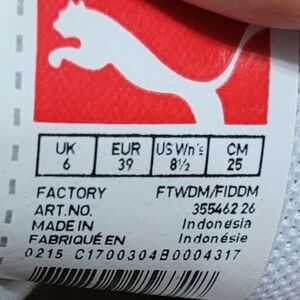 UK EUR US W/n's CM
6 39 8½ 25
FACTORY FTWDM/FIDDM
ART.NO. 355462 26
MADE IN Indonesia
FABRIQUÉ EN Indonésie
0215 C1700304B0004317